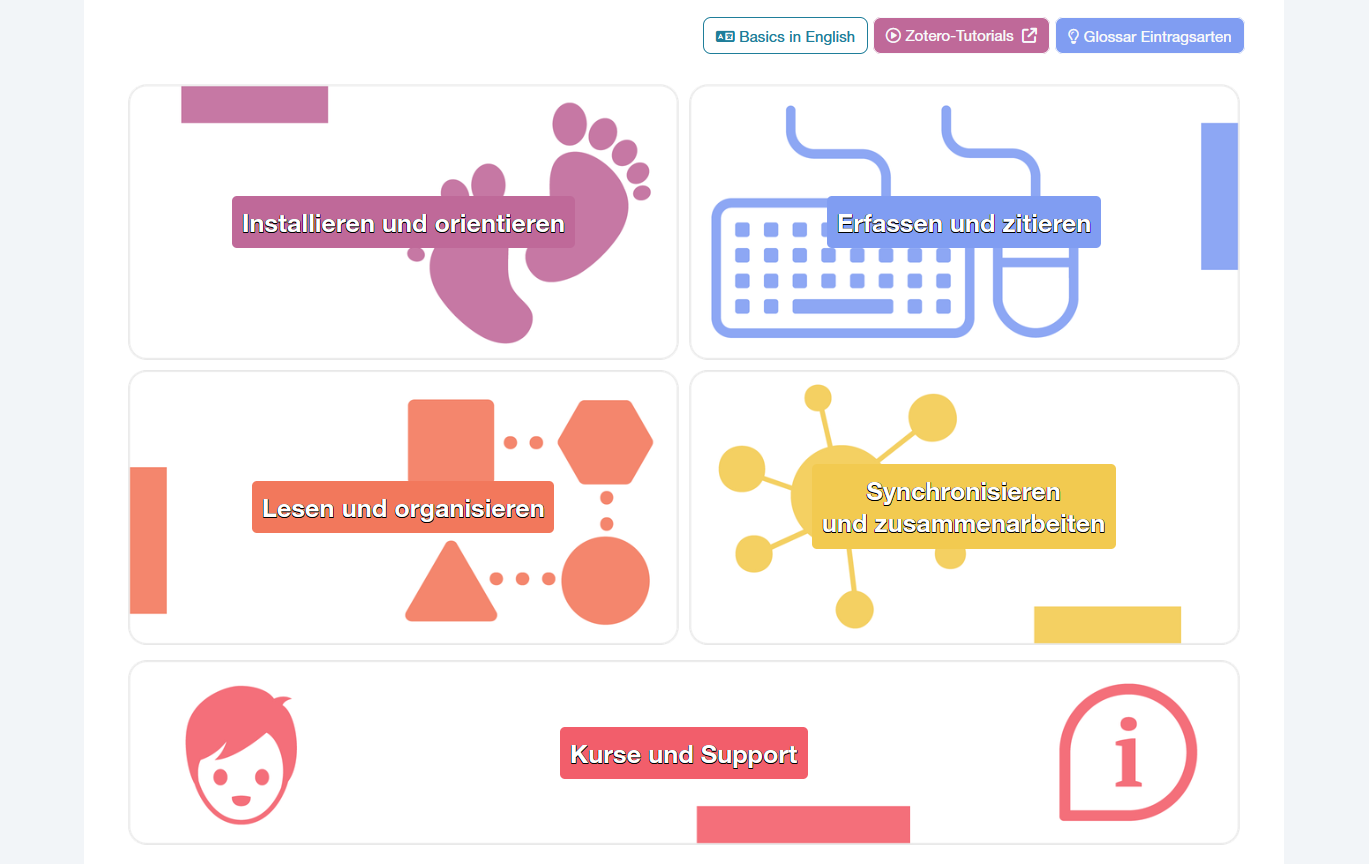 Basics in English
Zotero-Tutorials
Glossar Eintragsarten
Installieren und orientieren
Erfassen und zitieren
Lesen und organisieren
Synchronisieren
und zusammenarbeiten
Kurse und Support
i